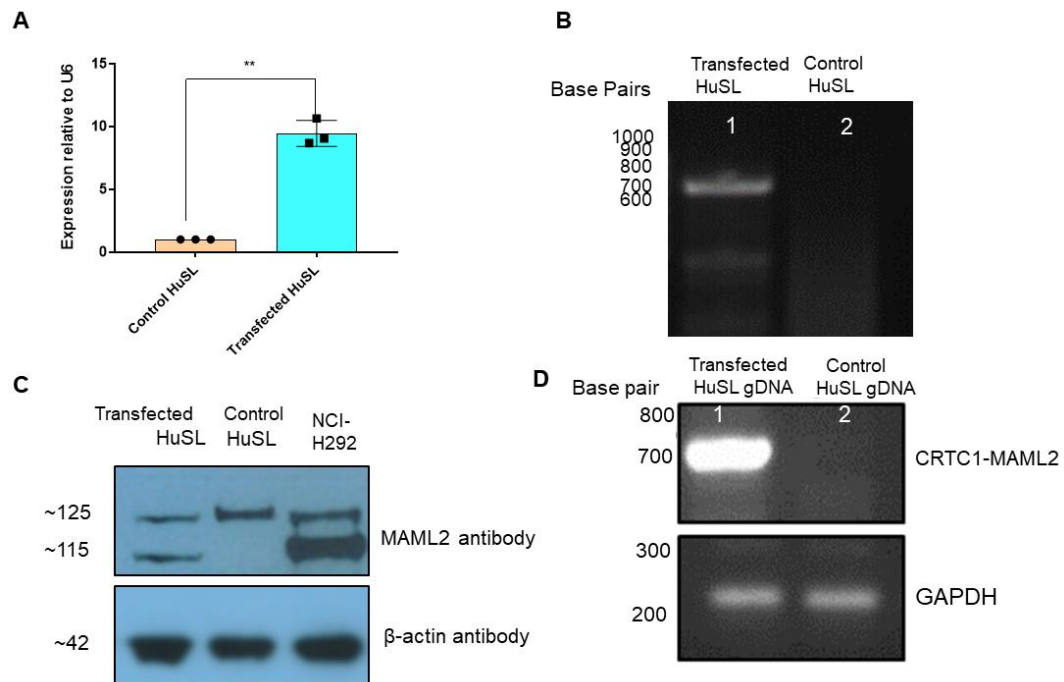 A
Expression relative to U6
15
10
5
0
**
Control HuSL
Transfected HuSL
B
Base Pairs
Transfected
HuSL
Control
HuSL
1 2
1000
900
800
700
600
C
Transfected
HuSL
Control
HuSL
NCI-
H292
~125
~115
MAML2 antibody
~42
β-actin antibody
D
Base pair
Transfected
HuSL gDNA
Control
HuSL gDNA
1 2
800
700
CRTC1-MAML2
300
200
GAPDH